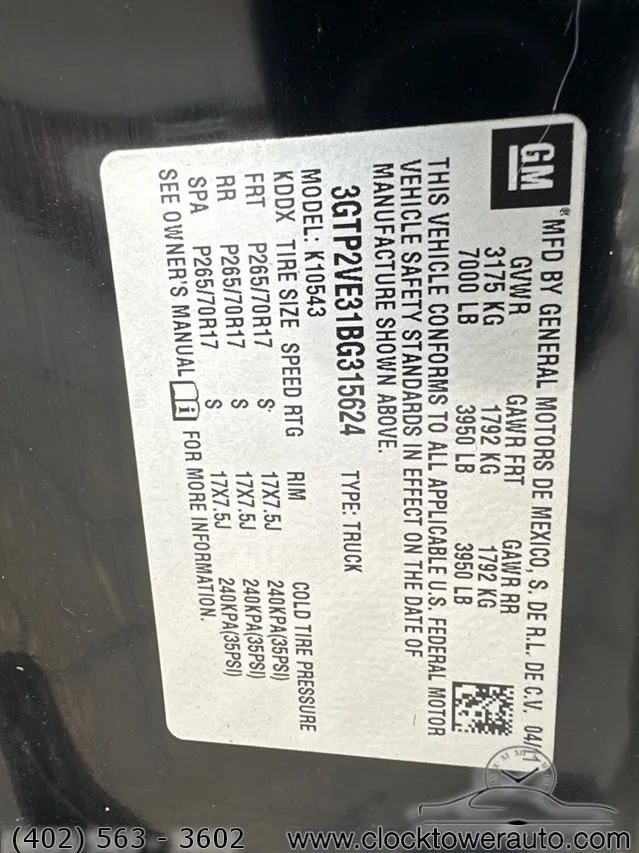 GM
® MFD BY GENERAL MOTORS DE MEXICO, S. DE R.L. DE C.V. 04/11
GVWR GAWR FRT GAWR RR
3175 KG 1792 KG 1792 KG
7000 LB 3950 LB 3950 LB
THIS VEHICLE CONFORMS TO ALL APPLICABLE U.S. FEDERAL MOTOR
VEHICLE SAFETY STANDARDS IN EFFECT ON THE DATE OF
MANUFACTURE SHOWN ABOVE.
3GTP2VE31BG315624 TYPE: TRUCK
MODEL: K10543
KDDX TIRE SIZE SPEED RTG RIM COLD TIRE PRESSURE
FRT P265/70R17 S 17X7.5J 240KPA(35PSI)
RR P265/70R17 S 17X7.5J 240KPA(35PSI)
SPA P265/70R17 S 17X7.5J 240KPA(35PSI)
SEE OWNER'S MANUAL FOR MORE INFORMATION.
(402) 563 - 3602 www.clocktowerauto.com